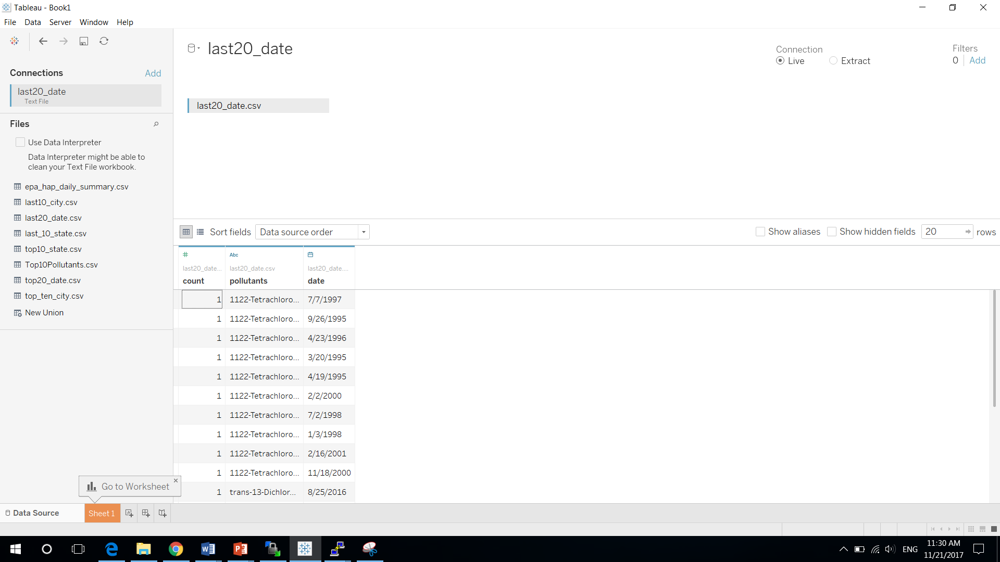 Tableau - Book1
File Data Server Window Help
last20_date
Connection
Live Extract
Filters
0 Add
Connections Add
last20_date
Text File
last20_date.csv
Files
Use Data Interpreter
Data Interpreter might be able to
clean your Text File workbook.
epa_hap_daily_summary.csv
last10_city.csv
last20_date.csv
last_10_state.csv
top10_state.csv
Top10Pollutants.csv
top20_date.csv
top_ten_city.csv
New Union
Sort fields Data source order Show aliases Show hidden fields 20 rows
# Abc
last20_date... last20_date.csv last20_date....
count pollutants date
1 1122-Tetrachloro... 7/7/1997
1 1122-Tetrachloro... 9/26/1995
1 1122-Tetrachloro... 4/23/1996
1 1122-Tetrachloro... 3/20/1995
1 1122-Tetrachloro... 4/19/1995
1 1122-Tetrachloro... 2/2/2000
1 1122-Tetrachloro... 7/2/1998
1 1122-Tetrachloro... 1/3/1998
1 1122-Tetrachloro... 2/16/2001
1 1122-Tetrachloro... 11/18/2000
1 trans-13-Dichlor... 8/25/2016
Go to Worksheet
Data Source Sheet 1
ENG 11:30 AM
11/21/2017